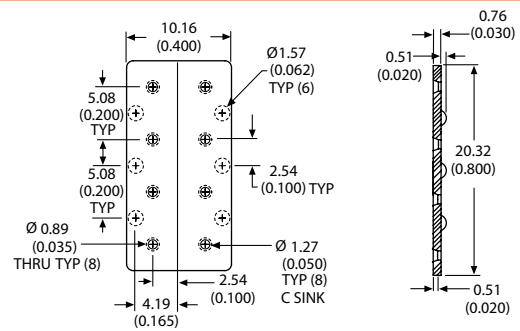 10.16
(0.400)
Ø1.57
(0.062)
TYP (6)
5.08
(0.200)
TYP
5.08
(0.200)
TYP
2.54
(0.100) TYP
Ø 0.89
(0.035)
THRU TYP (8)
Ø 1.27
(0.050)
TYP (8)
C SINK
2.54
(0.100)
4.19
(0.165)
0.76
(0.030)
0.51
(0.020)
20.32
(0.800)
0.51
(0.020)